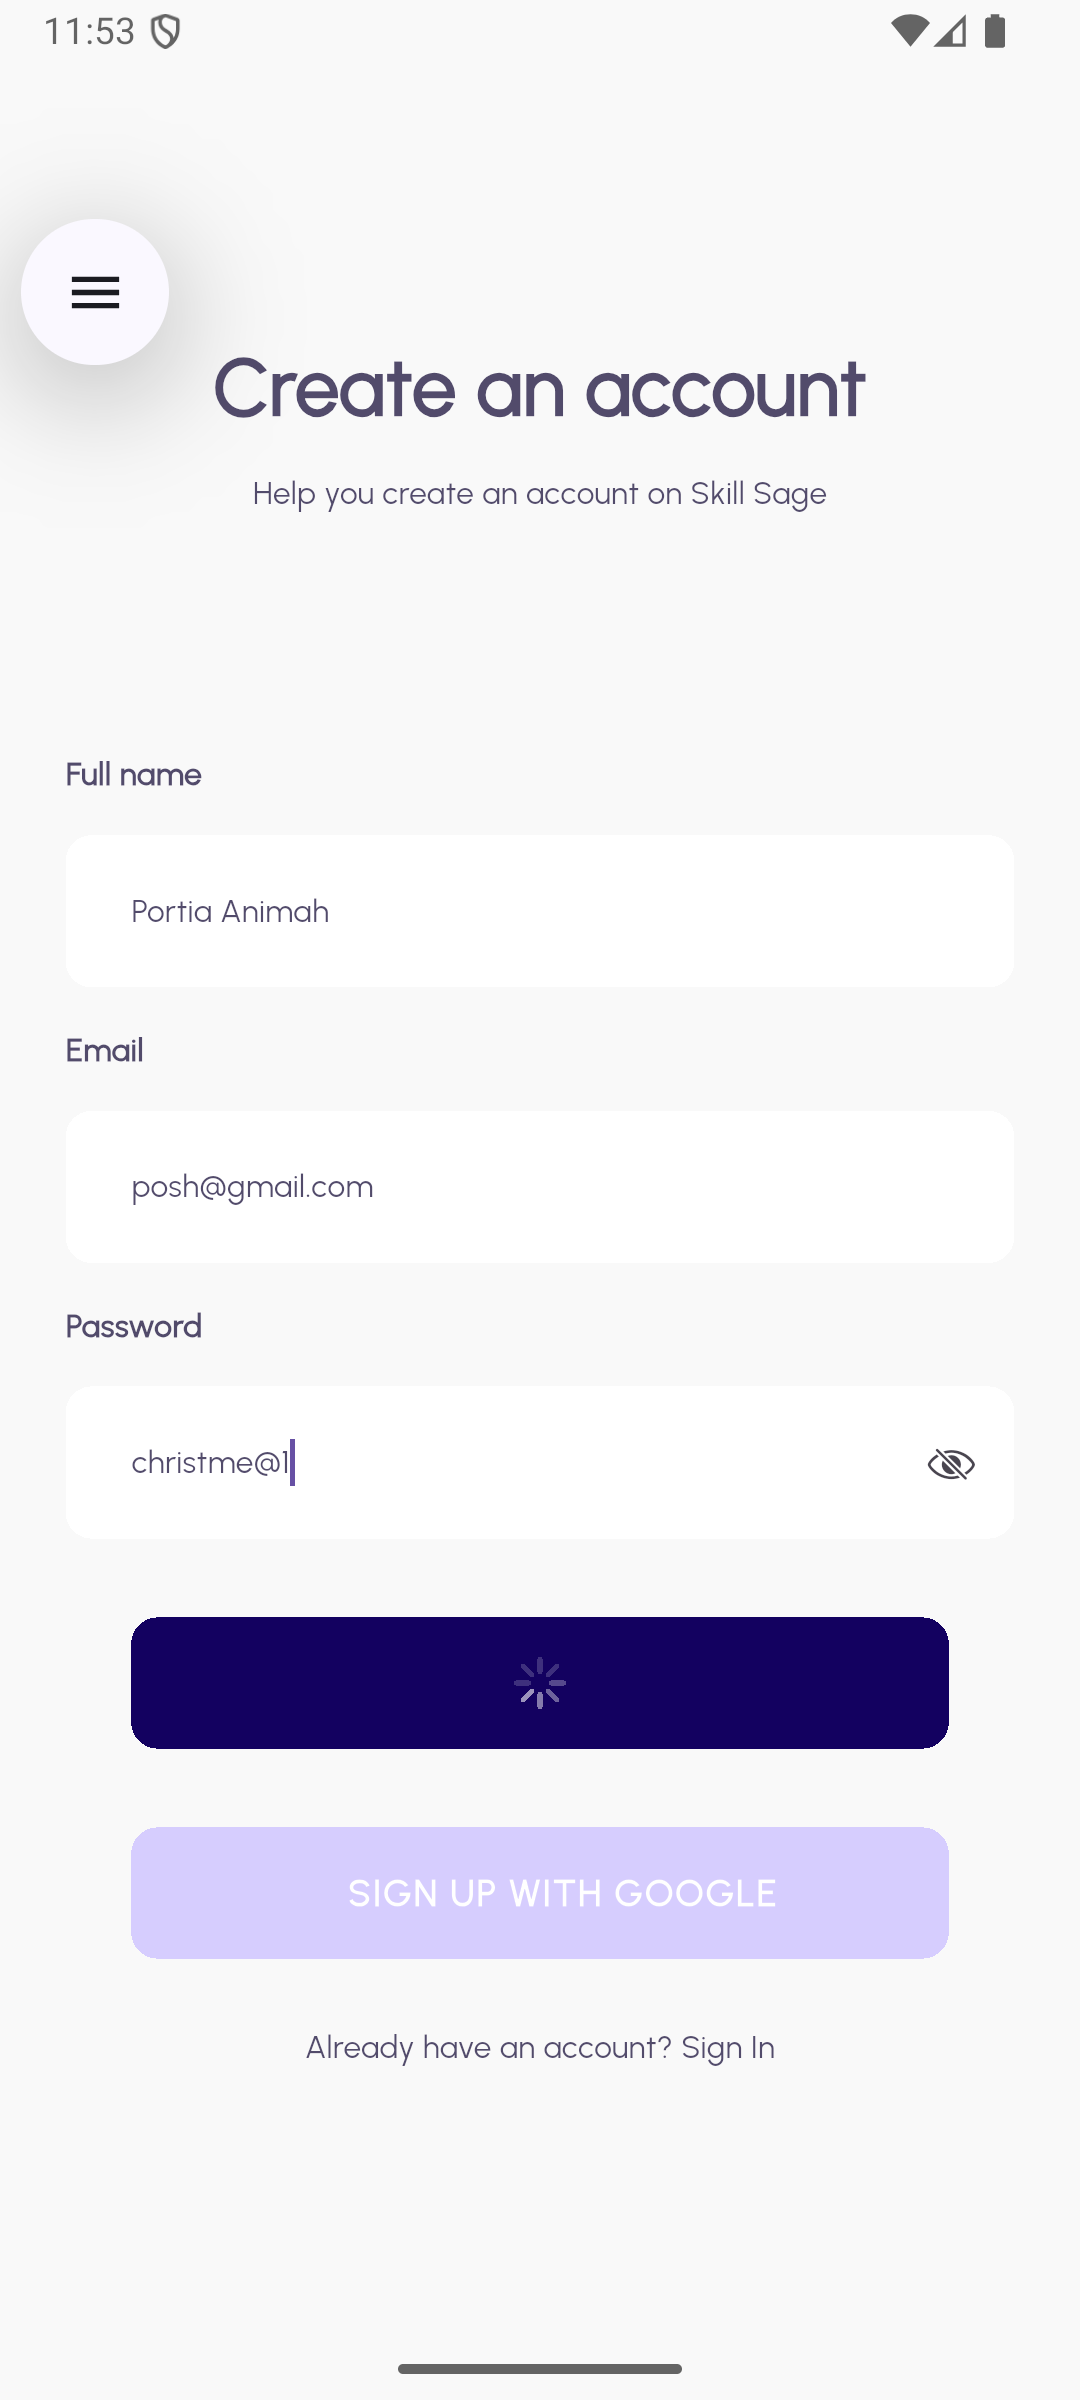 11:53
Create an account
Help you create an account on Skill Sage
Full name
Portia Animah
Email
posh@gmail.com
Password
christme@1
SIGN UP WITH GOOGLE
Already have an account? Sign In